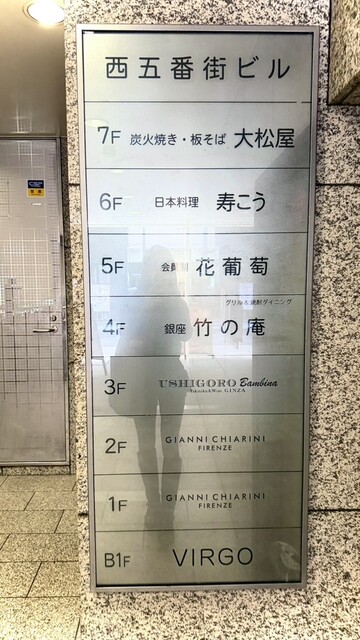 西五番街ビル
7F 炭火焼き・板そば 大松屋
6F 日本料理 寿こう
5F 会員制 花葡萄
グリル&焼酎ダイニング
4F 銀座 竹の庵
3F USHIGORO Bambina
GINZA
2F GIANNI CHIARINI
FIRENZE
1F GIANNI CHIARINI
FIRENZE
B1F VIRGO